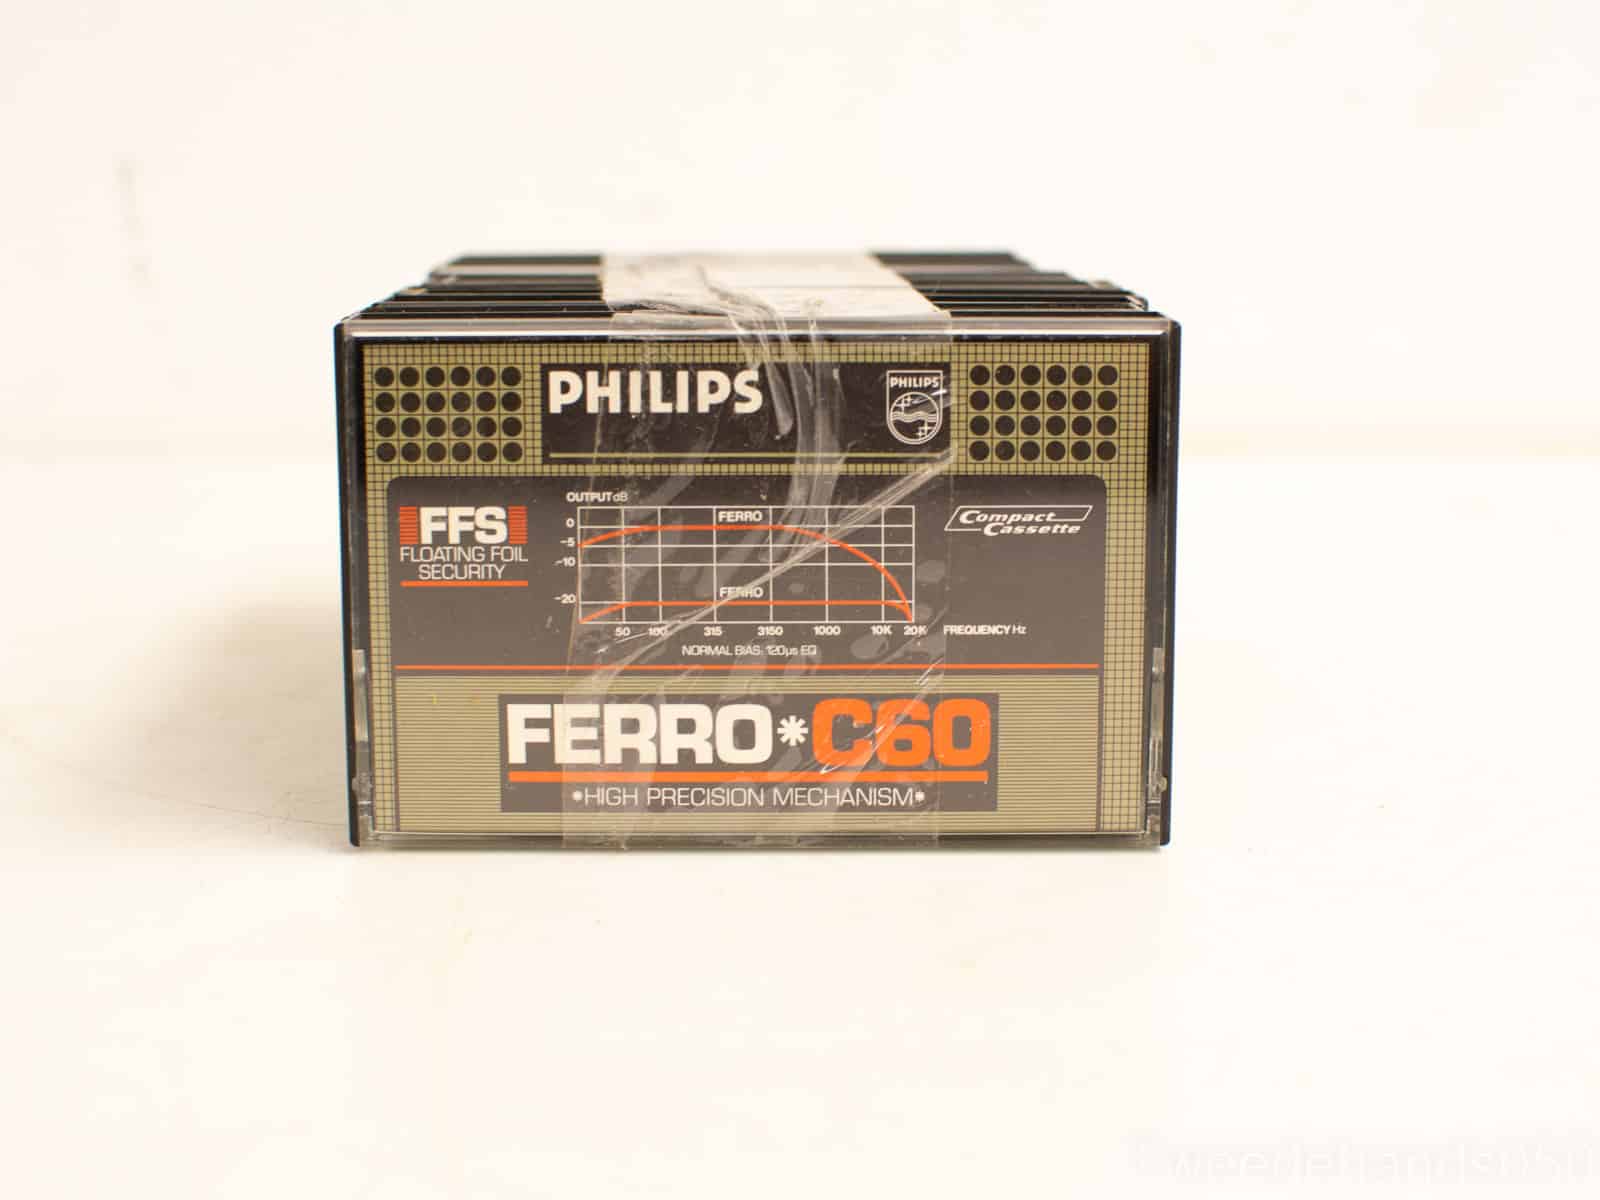 PHILIPS
PHILIPS
FFS
FLOATING FOIL
SECURITY
OUTPUT dB
0
-5
-10
-20
FERRO
FERRO
50 160 315 3150 1000 10K 20K FREQUENCY Hz
NORMAL BIAS: 120µs EQ
Compact
Cassette
FERRO*C60
*HIGH PRECISION MECHANISM*